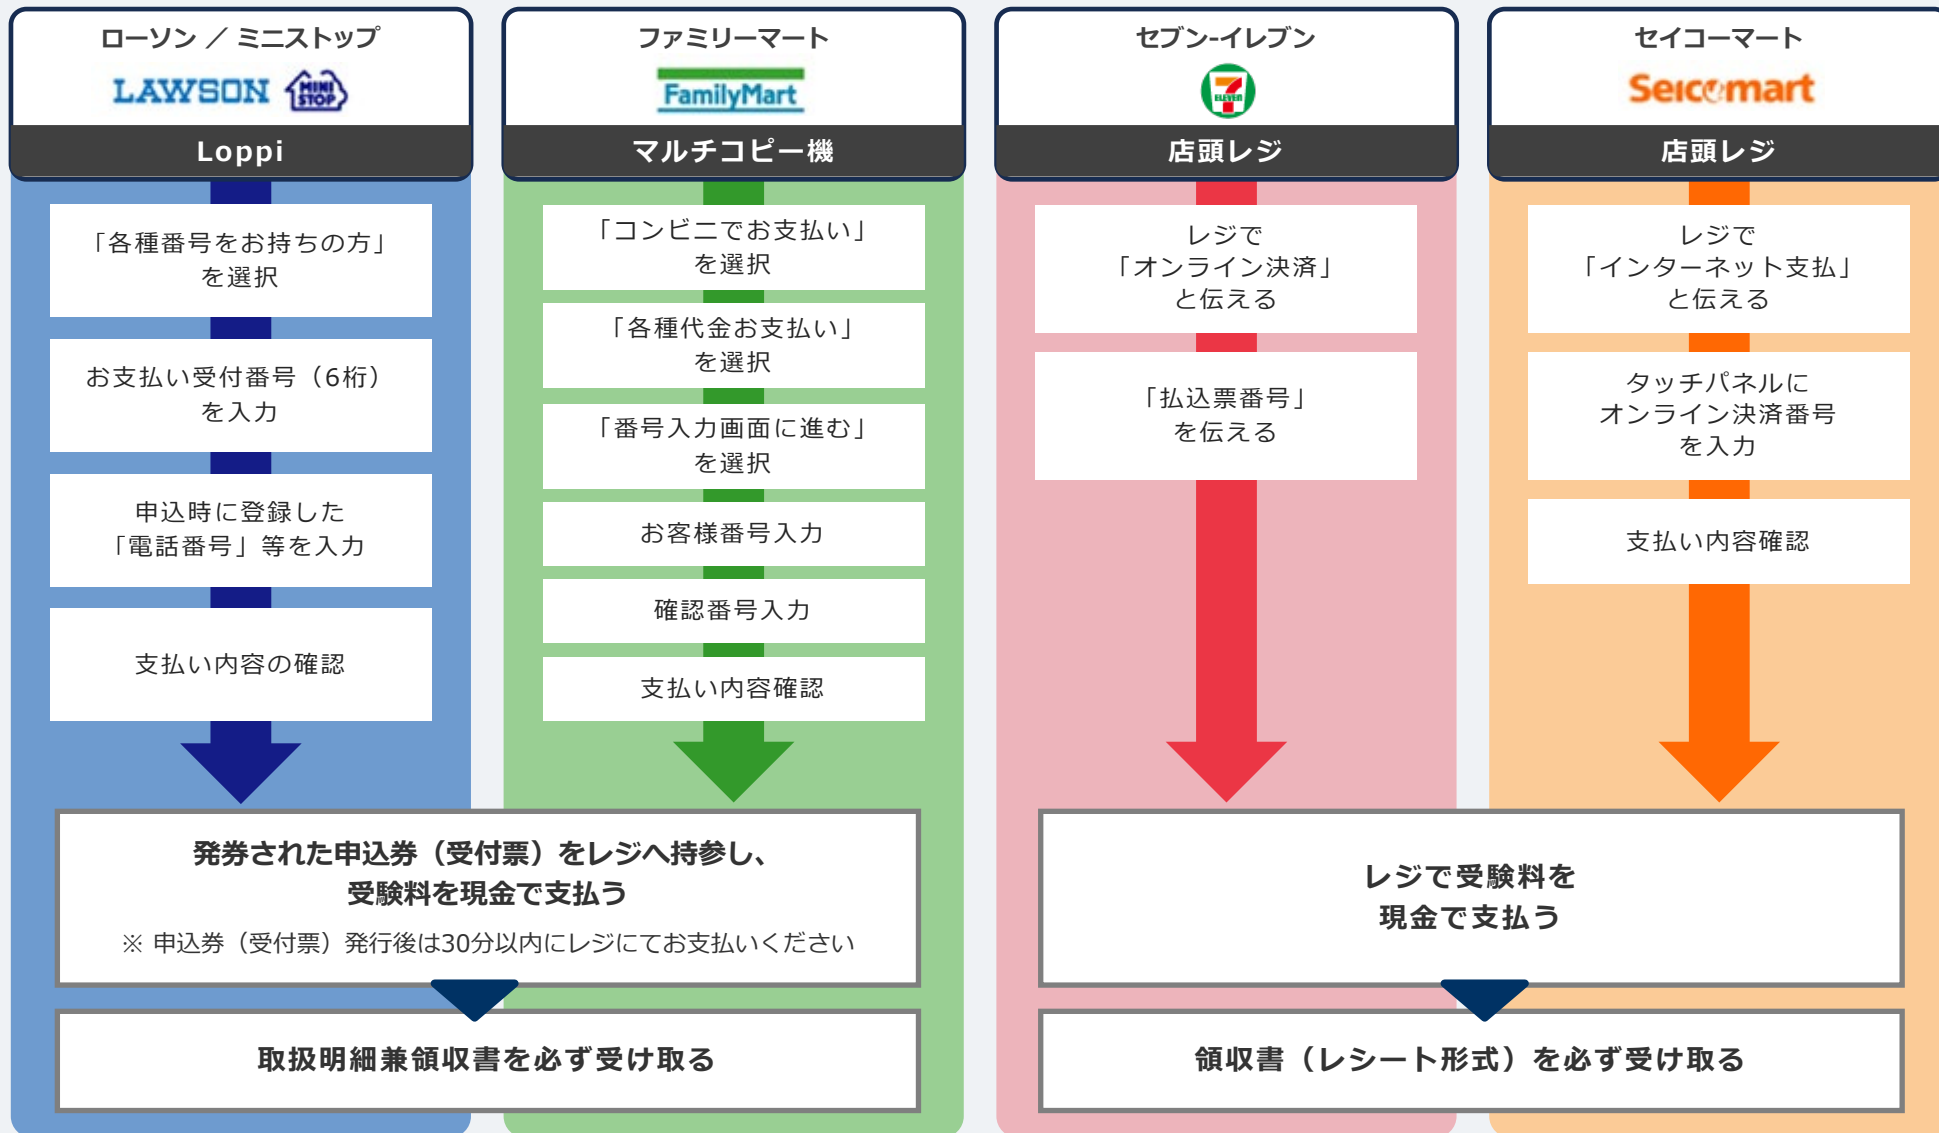 ローソン ／ ミニストップ
LAWSON MINI STOP
Loppi
「各種番号をお持ちの方」
を選択
お支払い受付番号（6桁）
を入力
申込時に登録した
「電話番号」等を入力
支払い内容の確認
ファミリーマート
FamilyMart
マルチコピー機
「コンビニでお支払い」
を選択
「各種代金お支払い」
を選択
「番号入力画面に進む」
を選択
お客様番号入力
確認番号入力
支払い内容確認
発券された申込券（受付票）をレジへ持参し、
受験料を現金で支払う
※ 申込券（受付票）発行後は30分以内にレジにてお支払いください
取扱明細兼領収書を必ず受け取る
セブン-イレブン
7 ELEVEn
店頭レジ
レジで
「オンライン決済」
と伝える
「払込票番号」
を伝える
セイコーマート
Seicomart
店頭レジ
レジで
「インターネット支払」
と伝える
タッチパネルに
オンライン決済番号
を入力
支払い内容確認
レジで受験料を
現金で支払う
領収書（レシート形式）を必ず受け取る